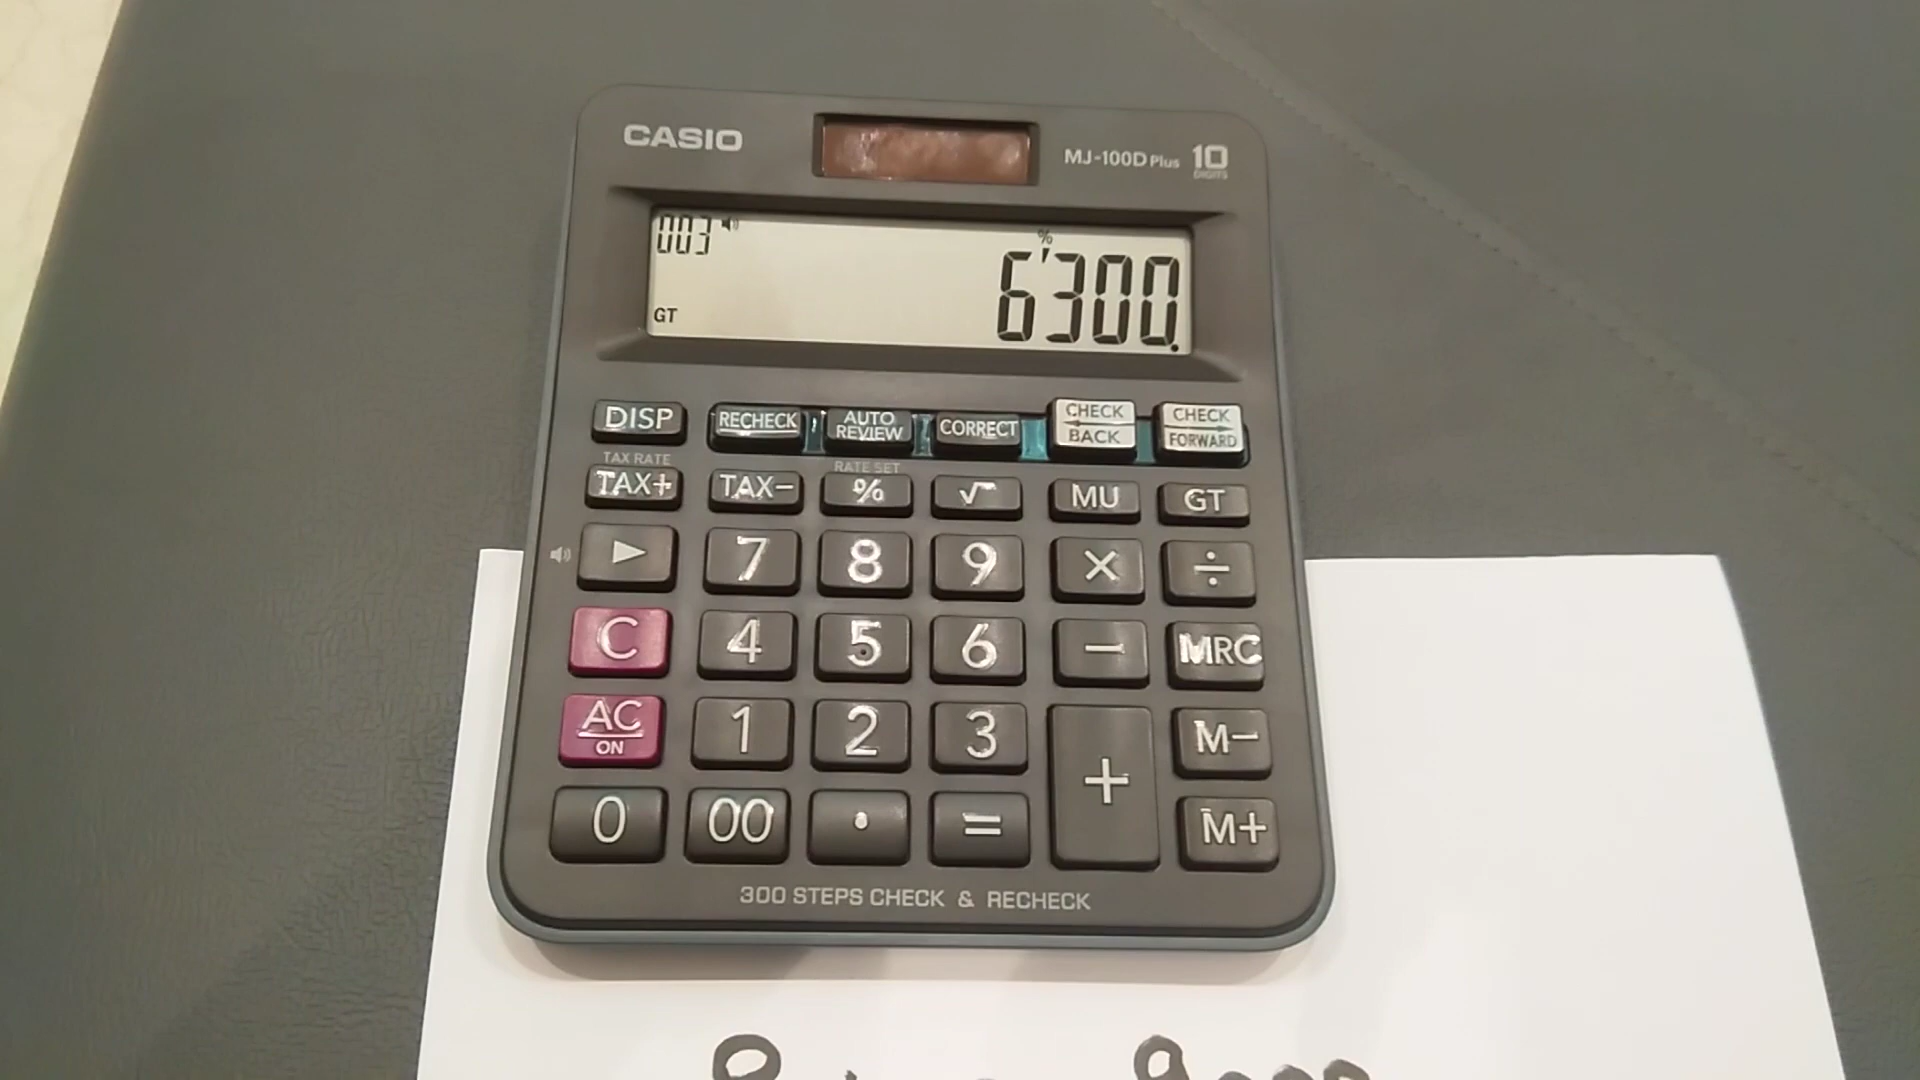 CASIO
MJ-100D Plus 10 DIGITS
003 %
6'300.
GT
DISP RECHECK AUTO REVIEW CORRECT CHECK BACK CHECK FORWARD
TAX RATE RATE SET
TAX+ TAX− % √ MU GT
▶ 7 8 9 × ÷
C 4 5 6 − MRC
AC ON 1 2 3 + M−
0 00 . = M+
300 STEPS CHECK & RECHECK